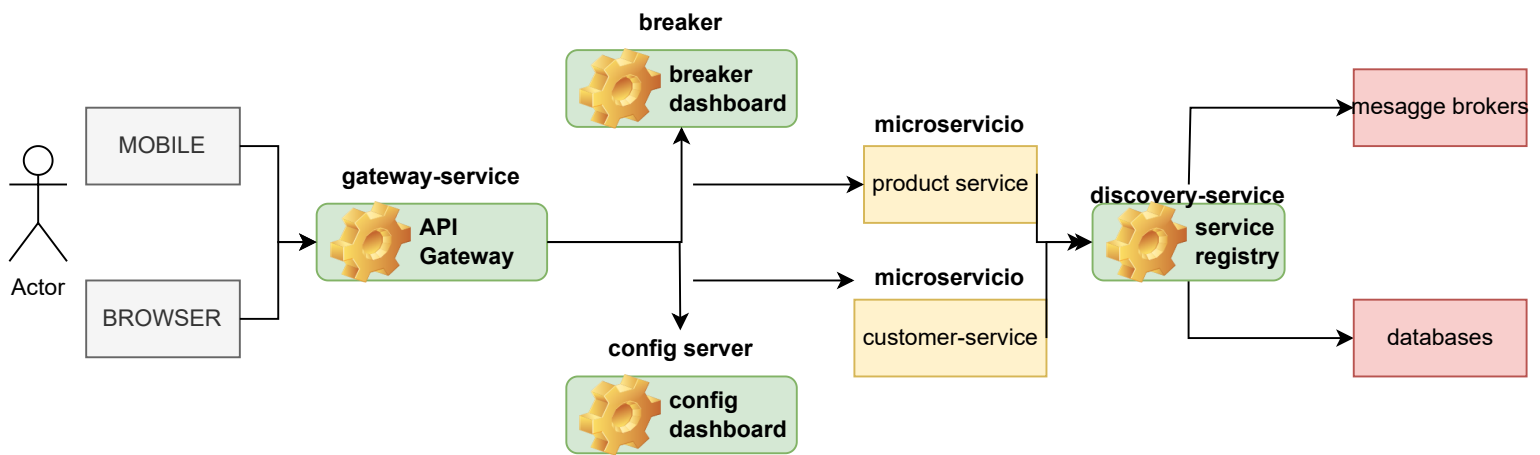 breaker
breaker
dashboard
mesagge brokers
microservicio
MOBILE
product service
gateway-service
discovery-service
API
Gateway
service
registry
Actor
microservicio
BROWSER
customer-service
databases
config server
config
dashboard